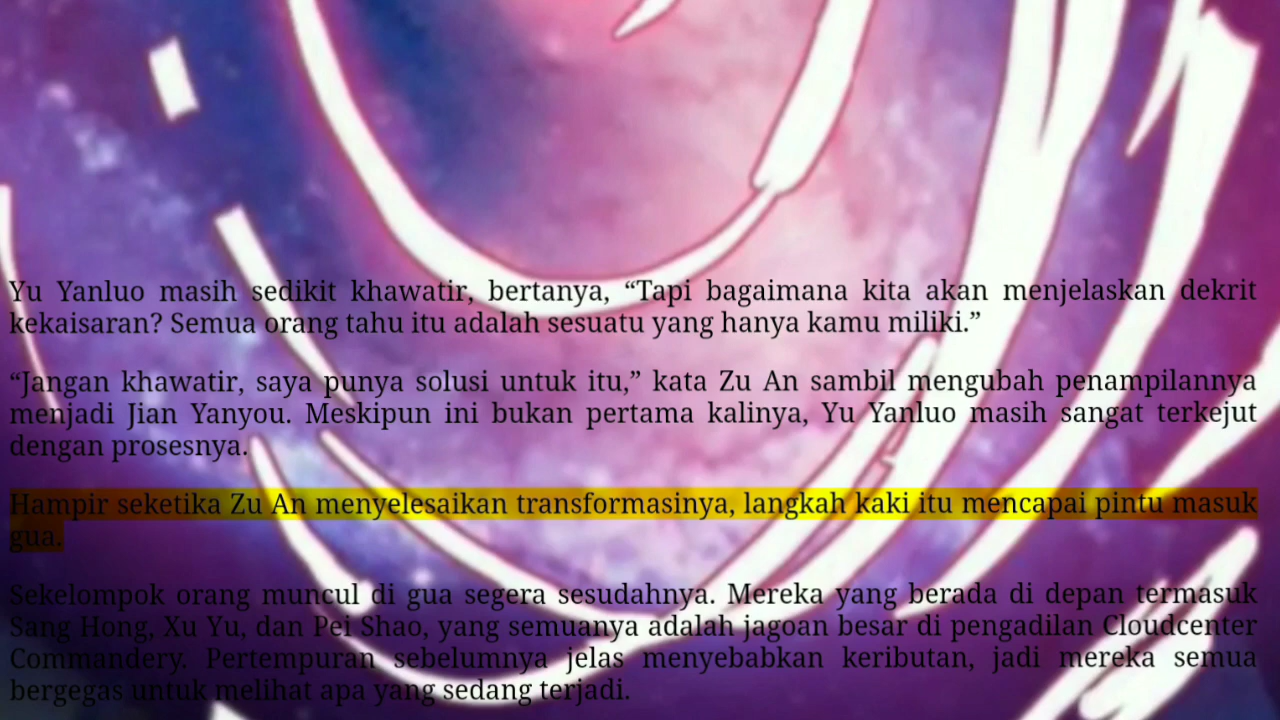 Yu Yanluo masih sedikit khawatir, bertanya, “Tapi bagaimana kita akan menjelaskan dekrit
kekaisaran? Semua orang tahu itu adalah sesuatu yang hanya kamu miliki.”
“Jangan khawatir, saya punya solusi untuk itu,” kata Zu An sambil mengubah penampilannya
menjadi Jian Yanyou. Meskipun ini bukan pertama kalinya, Yu Yanluo masih sangat terkejut
dengan prosesnya.
Hampir seketika Zu An menyelesaikan transformasinya, langkah kaki itu mencapai pintu masuk
gua.
Sekelompok orang muncul di gua segera sesudahnya. Mereka yang berada di depan termasuk
Sang Hong, Xu Yu, dan Pei Shao, yang semuanya adalah jagoan besar di pengadilan Cloudcenter
Commandery. Pertempuran sebelumnya jelas menyebabkan keributan, jadi mereka semua
bergegas untuk melihat apa yang sedang terjadi.